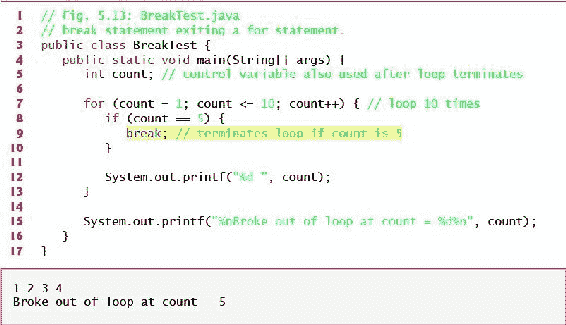 1 // Fig. 5.13: BreakTest.java
2 // break statement exiting a for statement.
3 public class BreakTest {
4 public static void main(String[] args) {
5 int count; // control variable also used after loop terminates
6
7 for (count = 1; count <= 10; count++) { // loop 10 times
8 if (count == 5) {
9 break; // terminates loop if count is 5
10 }
11
12 System.out.printf("%d ", count);
13 }
14
15 System.out.printf("%nBroke out of loop at count = %d%n", count);
16 }
17 }
1 2 3 4
Broke out of loop at count 5